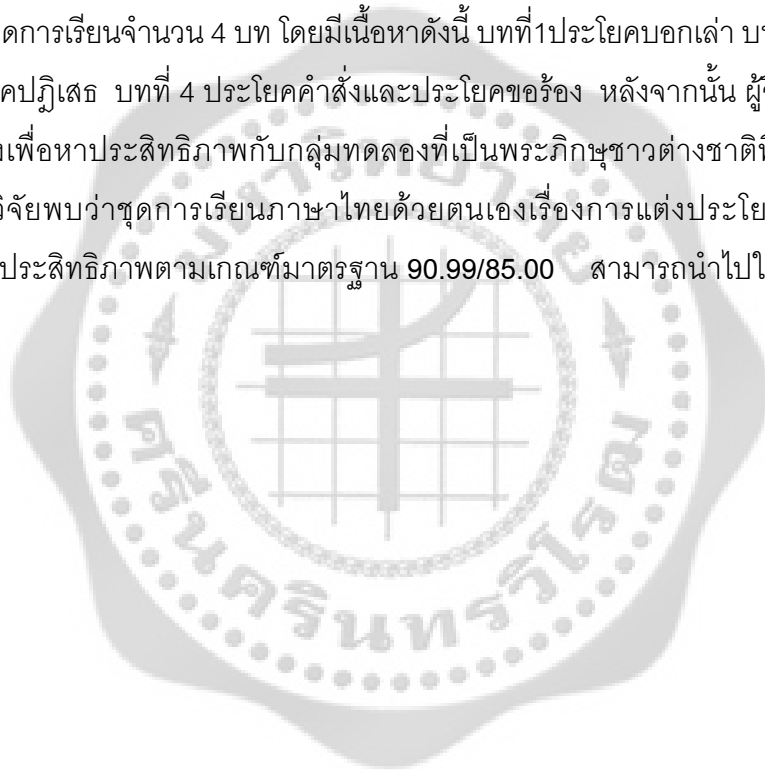 ดการเรียนจำนวน 4 บท โดยมีเนื้อหาดังนี้ บทที่1ประโยคบอกเล่า
คปฏิเสธ บทที่ 4 ประโยคคำสั่งและประโยคขอร้อง หลังจากนั้น
งเพื่อหาประสิทธิภาพกับกลุ่มทดลองที่เป็นพระภิกษุชาวต่างชาติ
วิจัยพบว่าชุดการเรียนภาษาไทยด้วยตนเองเรื่องการแต่งประโย
ประสิทธิภาพตามเกณฑ์มาตรฐาน 90.99/85.00 สามารถนำไปใ
มหาวิทยาลัย
ศรีนครินทรวิโรฒ